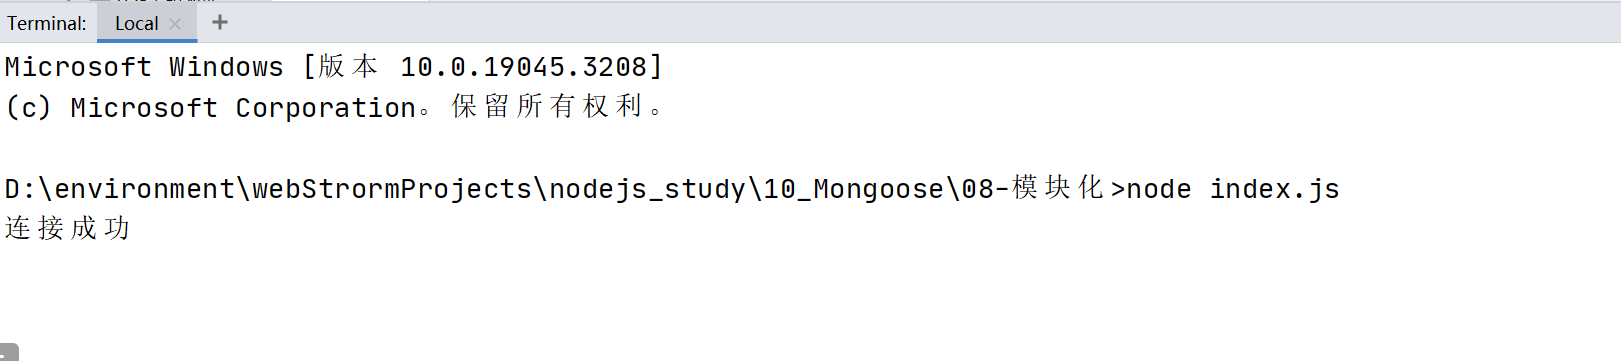 Terminal: Local × +
Microsoft Windows [版本 10.0.19045.3208]
(c) Microsoft Corporation。保留所有权利。
D:\environment\webStrormProjects\nodejs_study\10_Mongoose\08-模块化>node index.js
连接成功